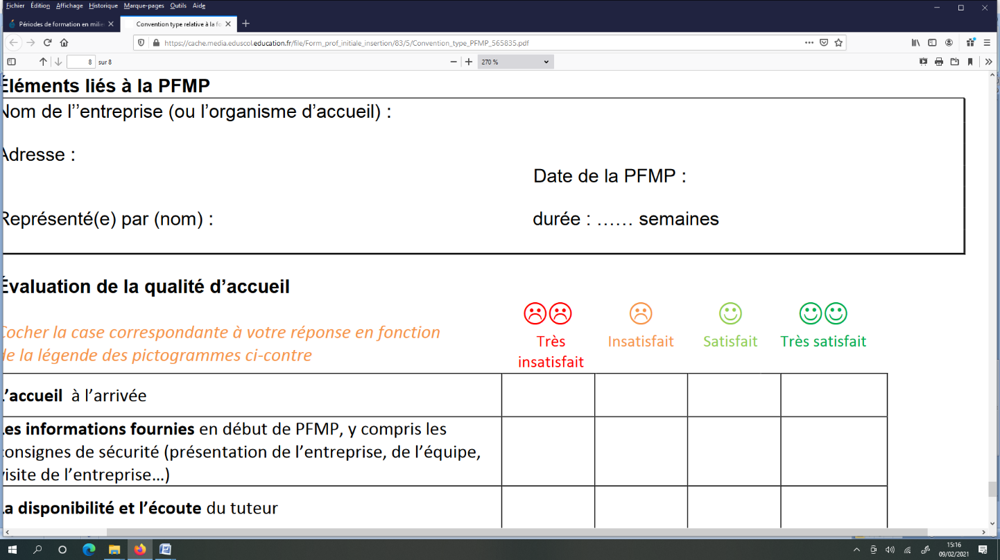 Fichier Édition Affichage Historique Marque-pages Outils Aide
Périodes de formation en milie
Convention type relative à la fo
https://cache.media.eduscol.education.fr/file/Form_prof_initiale_insertion/83/5/Convention_type_PFMP_565835.pdf
8 sur 8
270 %
Éléments liés à la PFMP
Nom de l’’entreprise (ou l’organisme d’accueil) :
Adresse :
Date de la PFMP :
Représenté(e) par (nom) :
durée : …… semaines
Évaluation de la qualité d’accueil
Cocher la case correspondante à votre réponse en fonction
de la légende des pictogrammes ci-contre
Très
insatisfait
Insatisfait
Satisfait
Très satisfait
L’accueil à l’arrivée
Les informations fournies en début de PFMP, y compris les
consignes de sécurité (présentation de l’entreprise, de l’équipe,
visite de l’entreprise…)
La disponibilité et l’écoute du tuteur
15:16
09/02/2021